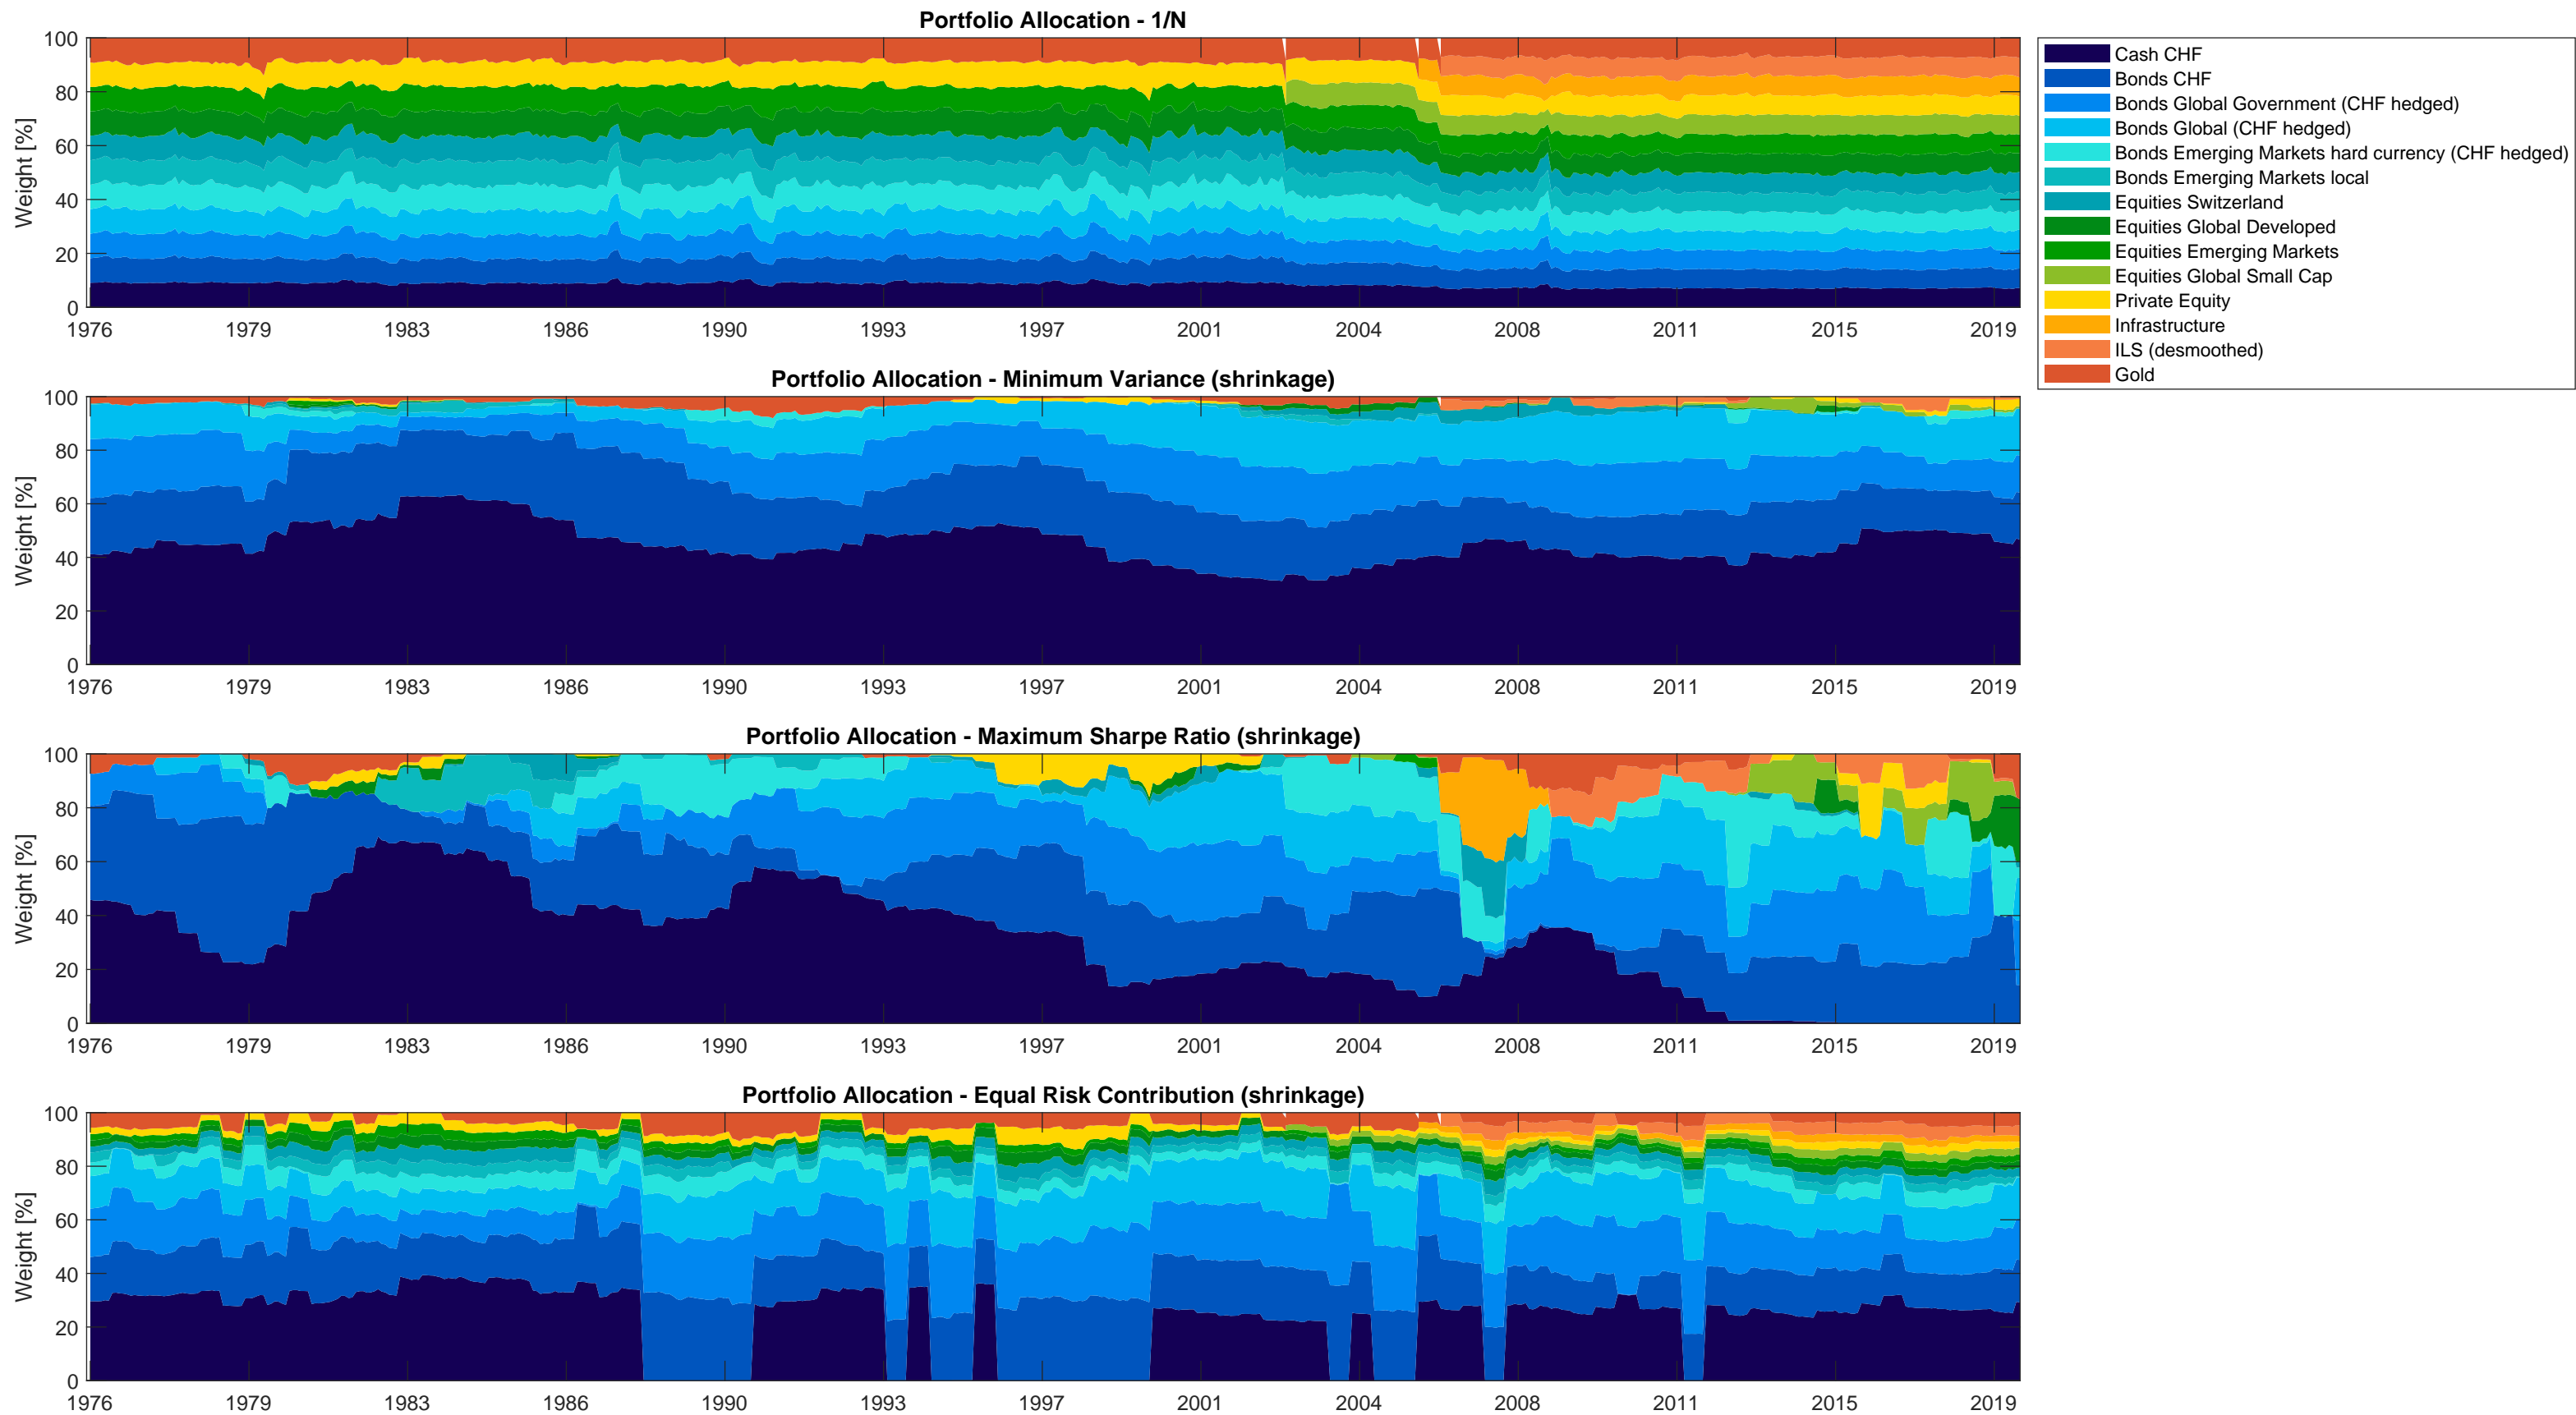 Portfolio Allocation - 1/N
Weight [%]
100
80
60
40
20
0
1976 1979 1983 1986 1990 1993 1997 2001 2004 2008 2011 2015 2019
Cash CHF
Bonds CHF
Bonds Global Government (CHF hedged)
Bonds Global (CHF hedged)
Bonds Emerging Markets hard currency (CHF hedged)
Bonds Emerging Markets local
Equities Switzerland
Equities Global Developed
Equities Emerging Markets
Equities Global Small Cap
Private Equity
Infrastructure
ILS (desmoothed)
Gold
Portfolio Allocation - Minimum Variance (shrinkage)
Weight [%]
100
80
60
40
20
0
1976 1979 1983 1986 1990 1993 1997 2001 2004 2008 2011 2015 2019
Portfolio Allocation - Maximum Sharpe Ratio (shrinkage)
Weight [%]
100
80
60
40
20
0
1976 1979 1983 1986 1990 1993 1997 2001 2004 2008 2011 2015 2019
Portfolio Allocation - Equal Risk Contribution (shrinkage)
Weight [%]
100
80
60
40
20
0
1976 1979 1983 1986 1990 1993 1997 2001 2004 2008 2011 2015 2019